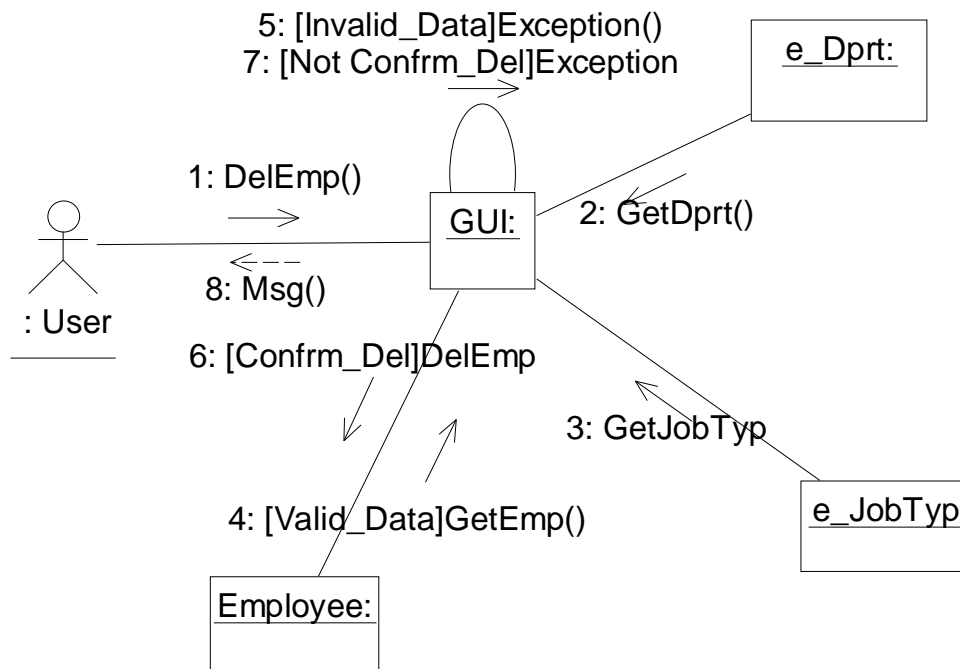 5: [Invalid_Data]Exception()
7: [Not Confrm_Del]Exception
e_Dprt:
1: DelEmp()
GUI:
2: GetDprt()
8: Msg()
: User
6: [Confrm_Del]DelEmp
3: GetJobTyp
4: [Valid_Data]GetEmp()
e_JobTyp
Employee: